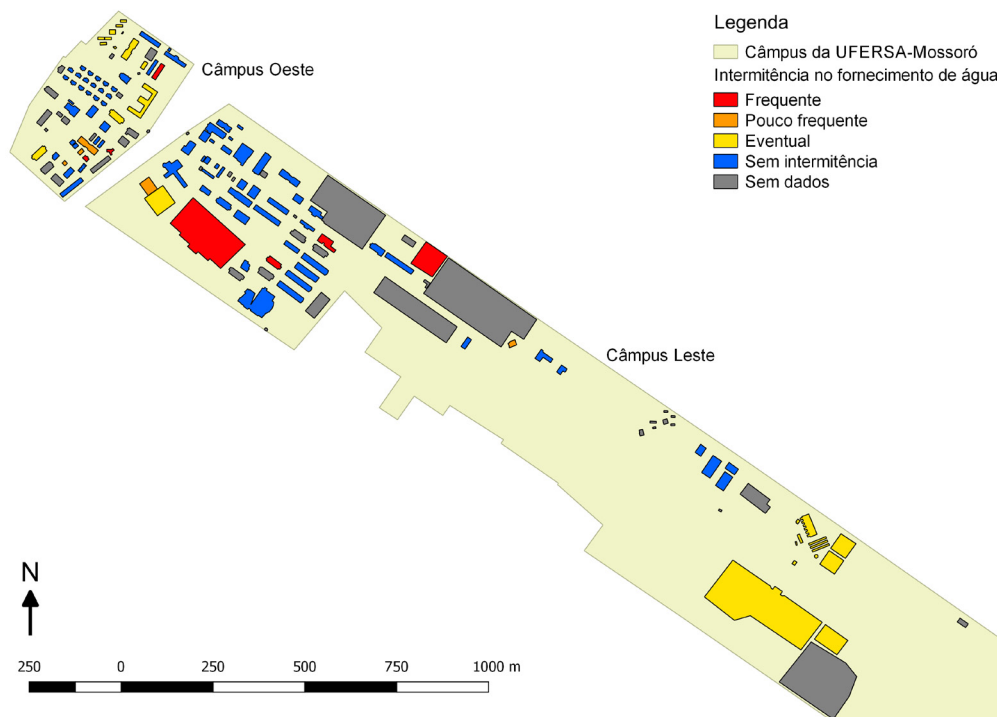 Legenda
Câmpus da UFERSA-Mossoró
Intermitência no fornecimento de água
Frequente
Pouco frequente
Eventual
Sem intermitência
Sem dados
Câmpus Oeste
Câmpus Leste
N
250 0 250 500 750 1000 m